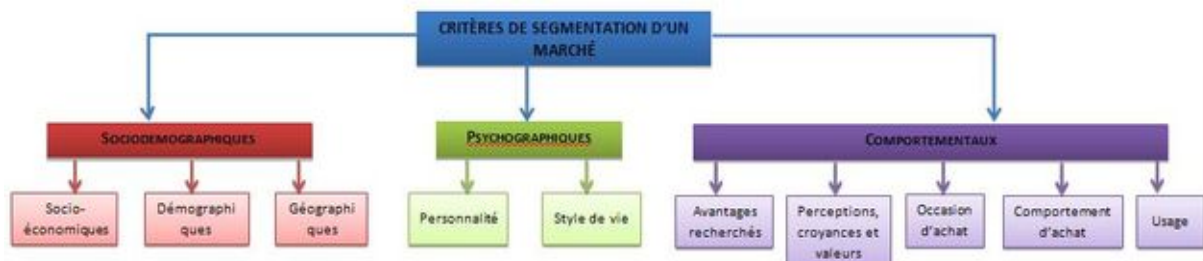 CRITÈRES DE SEGMENTATION D'UN
MARCHÉ
SOCIODEMOGRAPHIQUES
PSYCHOGRAPHIQUES
COMPORTEMENTAUX
Socio-
économiques
Démographi
ques
Géographi
ques
Personnalité
Style de vie
Avantages
recherchés
Perceptions,
croyances et
valeurs
Occasion
d'achat
Comportement
d'achat
Usage